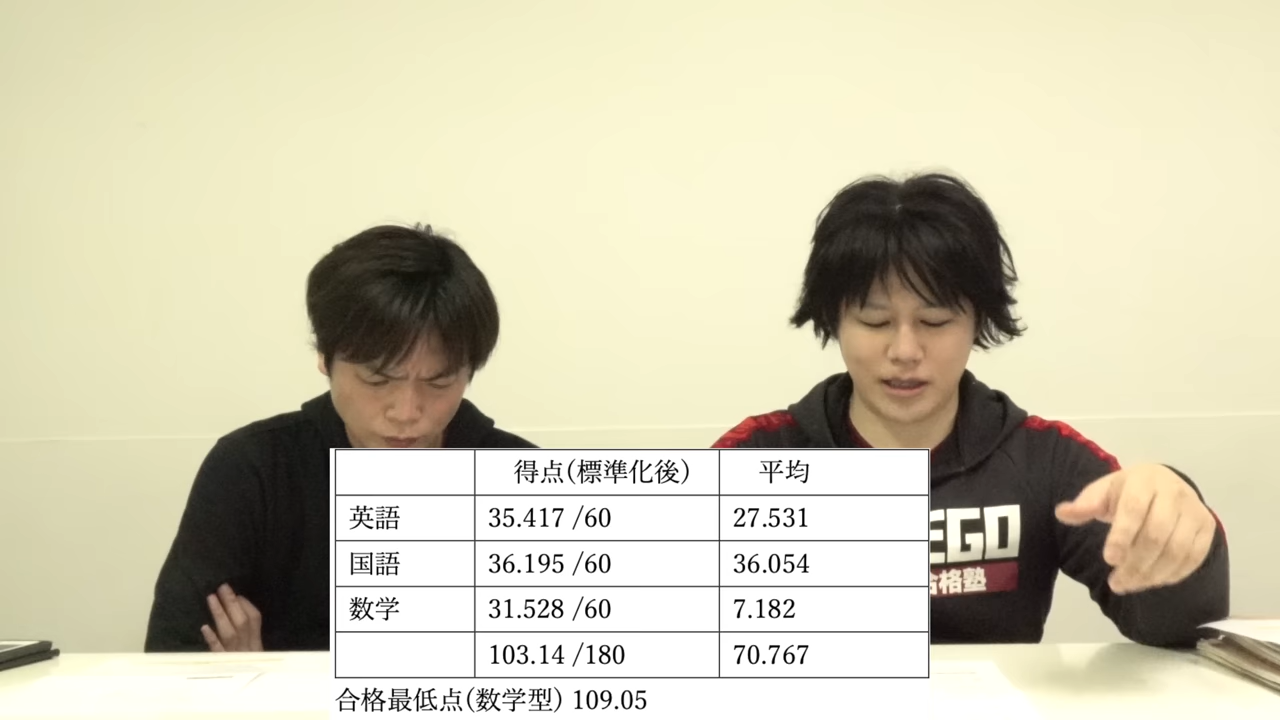 得点(標準化後) 平均
英語 35.417 /60 27.531
国語 36.195 /60 36.054
数学 31.528 /60 7.182
103.14 /180 70.767
合格最低点(数学型) 109.05
EGO
合格塾